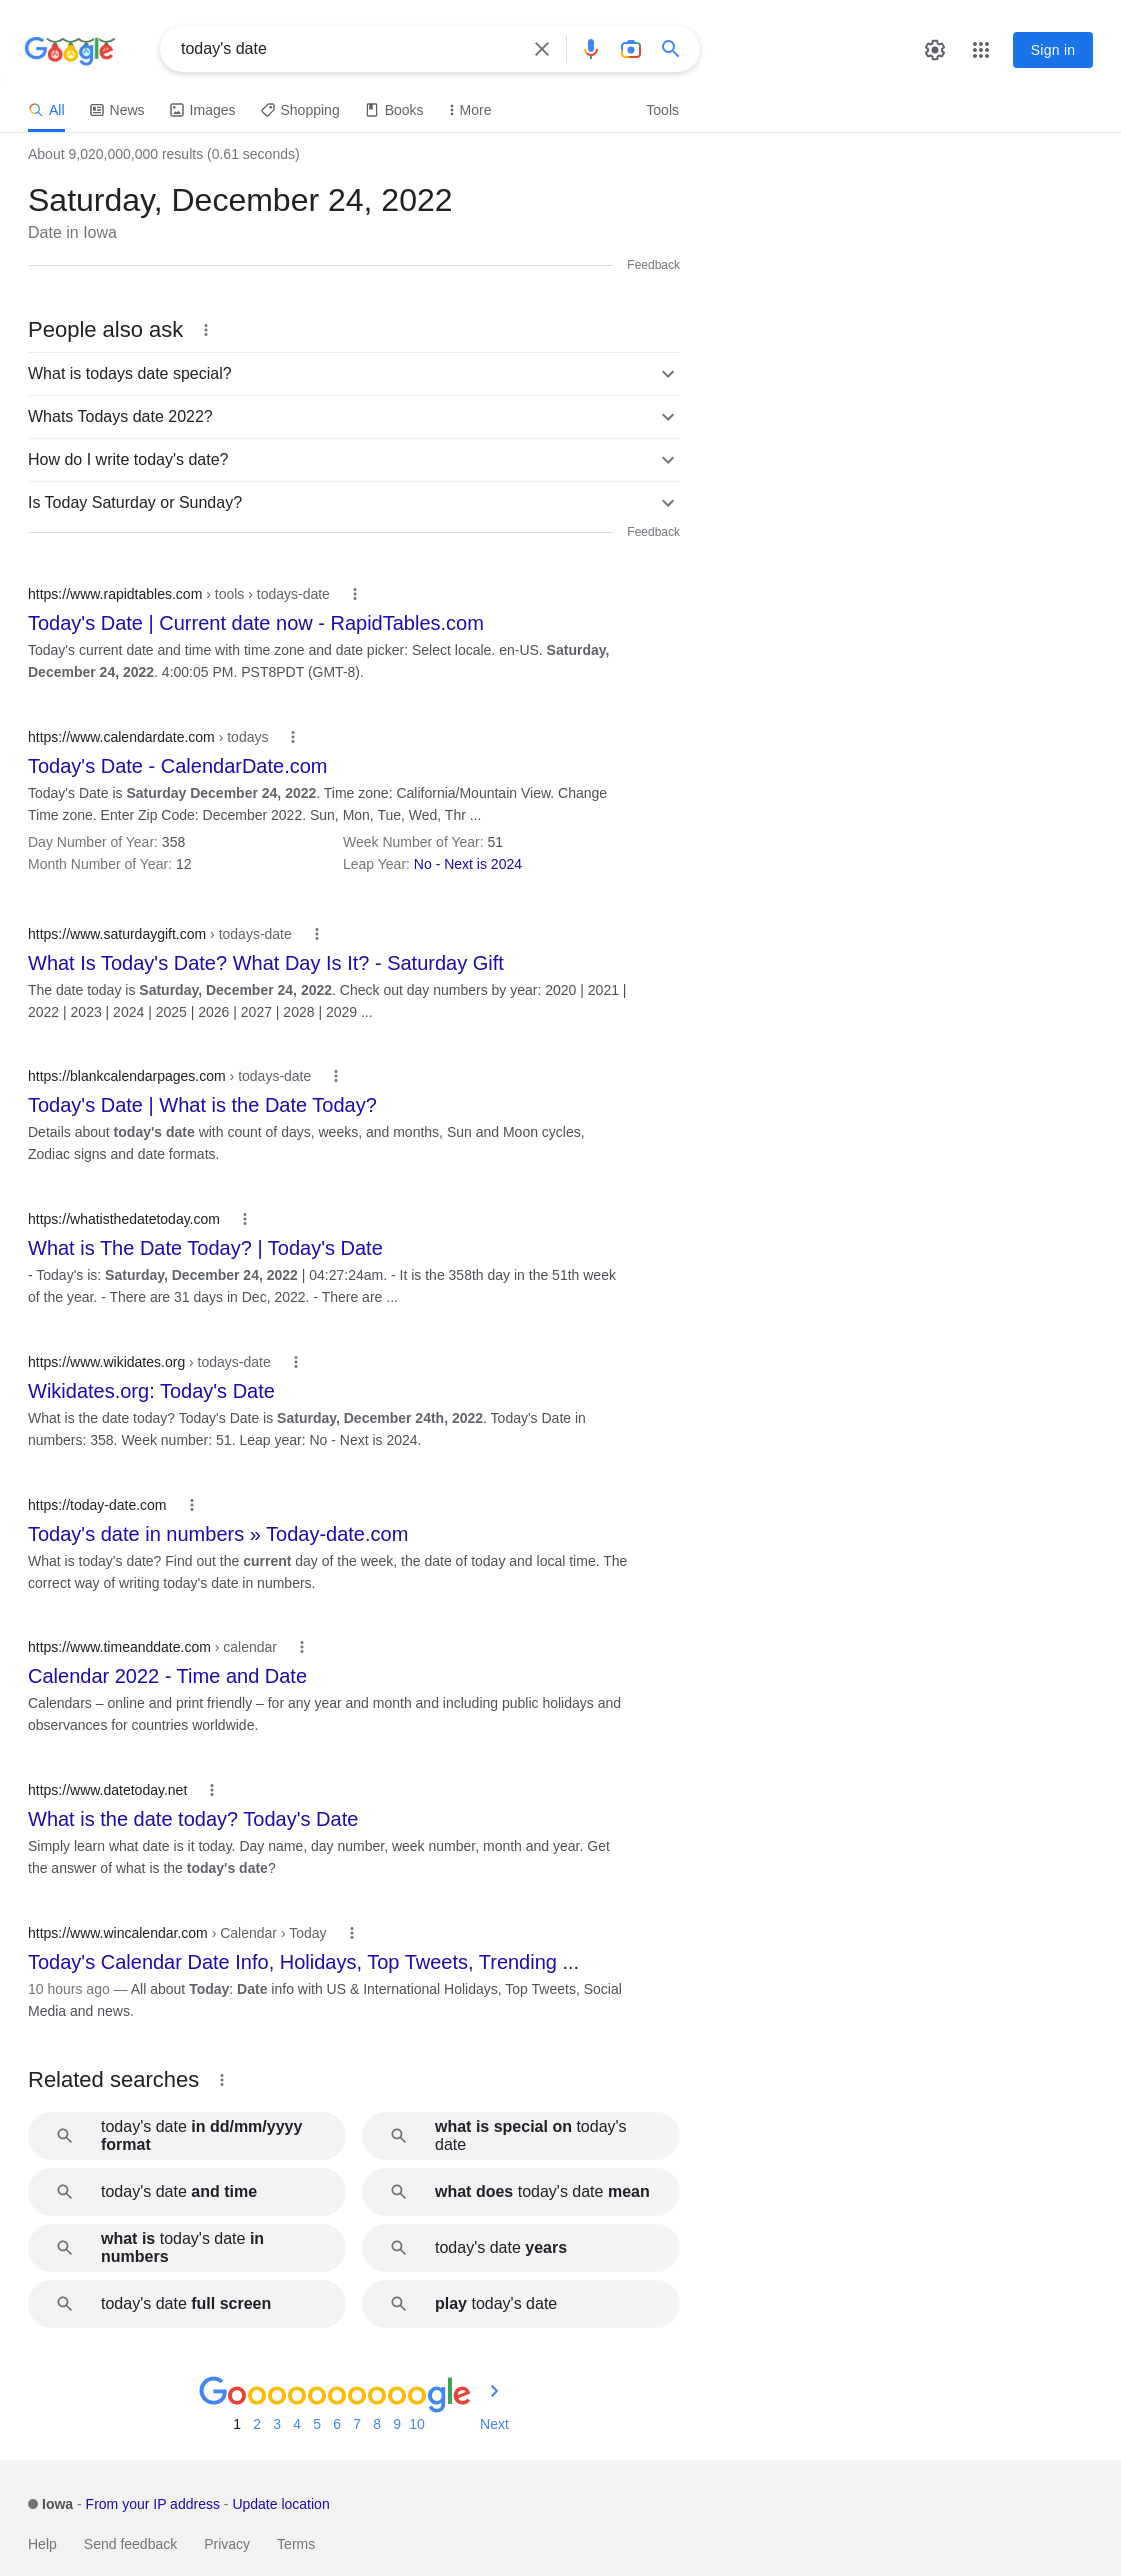 Google
today's date
Sign in
All
News
Images
Shopping
Books
More
Tools
About 9,020,000,000 results (0.61 seconds)
Saturday, December 24, 2022
Date in Iowa
Feedback
People also ask
What is todays date special?
Whats Todays date 2022?
How do I write today's date?
Is Today Saturday or Sunday?
Feedback
https://www.rapidtables.com › tools › todays-date
Today's Date | Current date now - RapidTables.com
Today's current date and time with time zone and date picker: Select locale. en-US. Saturday,
December 24, 2022. 4:00:05 PM. PST8PDT (GMT-8).
https://www.calendardate.com › todays
Today's Date - CalendarDate.com
Today's Date is Saturday December 24, 2022. Time zone: California/Mountain View. Change
Time zone. Enter Zip Code: December 2022. Sun, Mon, Tue, Wed, Thr ...
Day Number of Year: 358
Week Number of Year: 51
Month Number of Year: 12
Leap Year: No - Next is 2024
https://www.saturdaygift.com › todays-date
What Is Today's Date? What Day Is It? - Saturday Gift
The date today is Saturday, December 24, 2022. Check out day numbers by year: 2020 | 2021 |
2022 | 2023 | 2024 | 2025 | 2026 | 2027 | 2028 | 2029 ...
https://blankcalendarpages.com › todays-date
Today's Date | What is the Date Today?
Details about today's date with count of days, weeks, and months, Sun and Moon cycles,
Zodiac signs and date formats.
https://whatisthedatetoday.com
What is The Date Today? | Today's Date
- Today's is: Saturday, December 24, 2022 | 04:27:24am. - It is the 358th day in the 51th week
of the year. - There are 31 days in Dec, 2022. - There are ...
https://www.wikidates.org › todays-date
Wikidates.org: Today's Date
What is the date today? Today's Date is Saturday, December 24th, 2022. Today's Date in
numbers: 358. Week number: 51. Leap year: No - Next is 2024.
https://today-date.com
Today's date in numbers » Today-date.com
What is today's date? Find out the current day of the week, the date of today and local time. The
correct way of writing today's date in numbers.
https://www.timeanddate.com › calendar
Calendar 2022 - Time and Date
Calendars – online and print friendly – for any year and month and including public holidays and
observances for countries worldwide.
https://www.datetoday.net
What is the date today? Today's Date
Simply learn what date is it today. Day name, day number, week number, month and year. Get
the answer of what is the today's date?
https://www.wincalendar.com › Calendar › Today
Today's Calendar Date Info, Holidays, Top Tweets, Trending ...
10 hours ago — All about Today: Date info with US & International Holidays, Top Tweets, Social
Media and news.
Related searches
today's date in dd/mm/yyyy
format
what is special on today's
date
today's date and time
what does today's date mean
what is today's date in
numbers
today's date years
today's date full screen
play today's date
Goooooooooogle
1 2 3 4 5 6 7 8 9 10 Next
Iowa - From your IP address - Update location
Help Send feedback Privacy Terms